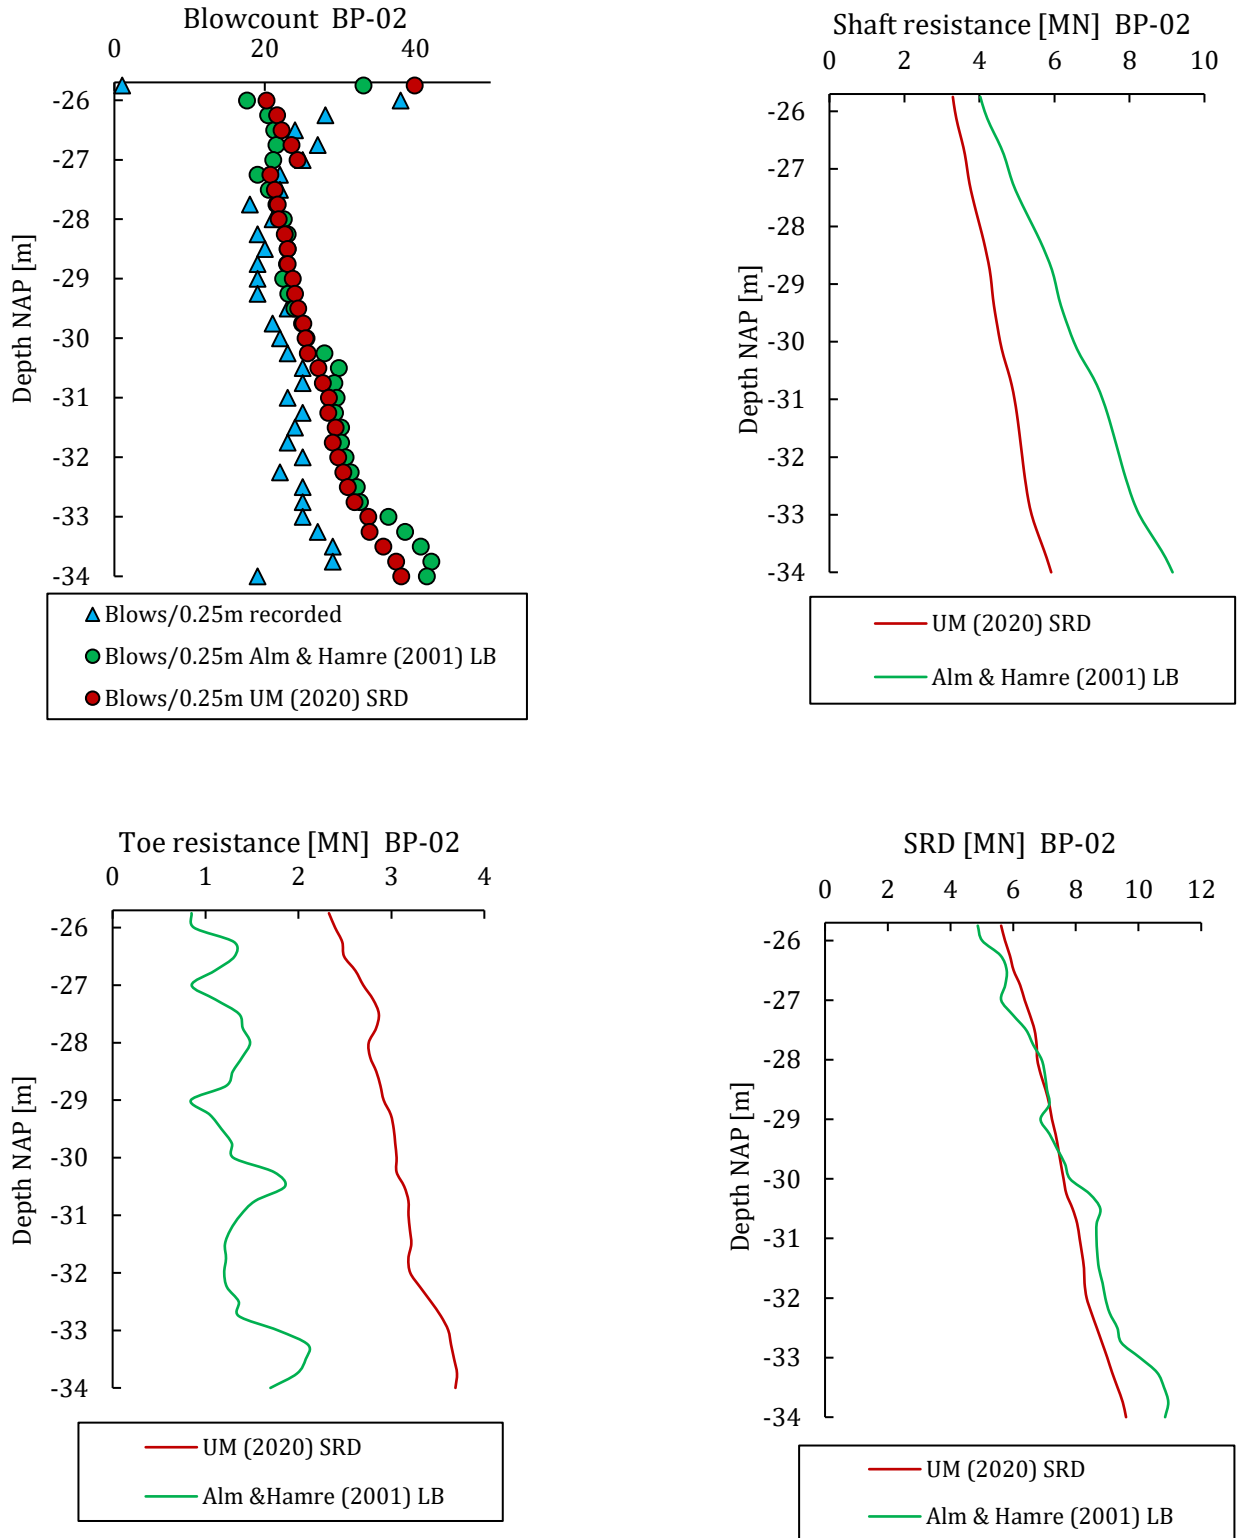 Blowcount  BP-02
0 20 40
-26
-27
-28
-29
-30
-31
-32
-33
-34
Depth NAP [m]
Blows/0.25m recorded
Blows/0.25m Alm & Hamre (2001) LB
Blows/0.25m UM (2020) SRD
Shaft resistance [MN]  BP-02
0 2 4 6 8 10
-26
-27
-28
-29
-30
-31
-32
-33
-34
Depth NAP [m]
UM (2020) SRD
Alm & Hamre (2001) LB
Toe resistance [MN]  BP-02
0 1 2 3 4
-26
-27
-28
-29
-30
-31
-32
-33
-34
Depth NAP [m]
UM (2020) SRD
Alm &Hamre (2001) LB
SRD [MN]  BP-02
0 2 4 6 8 10 12
-26
-27
-28
-29
-30
-31
-32
-33
-34
Depth NAP [m]
UM (2020) SRD
Alm & Hamre (2001) LB